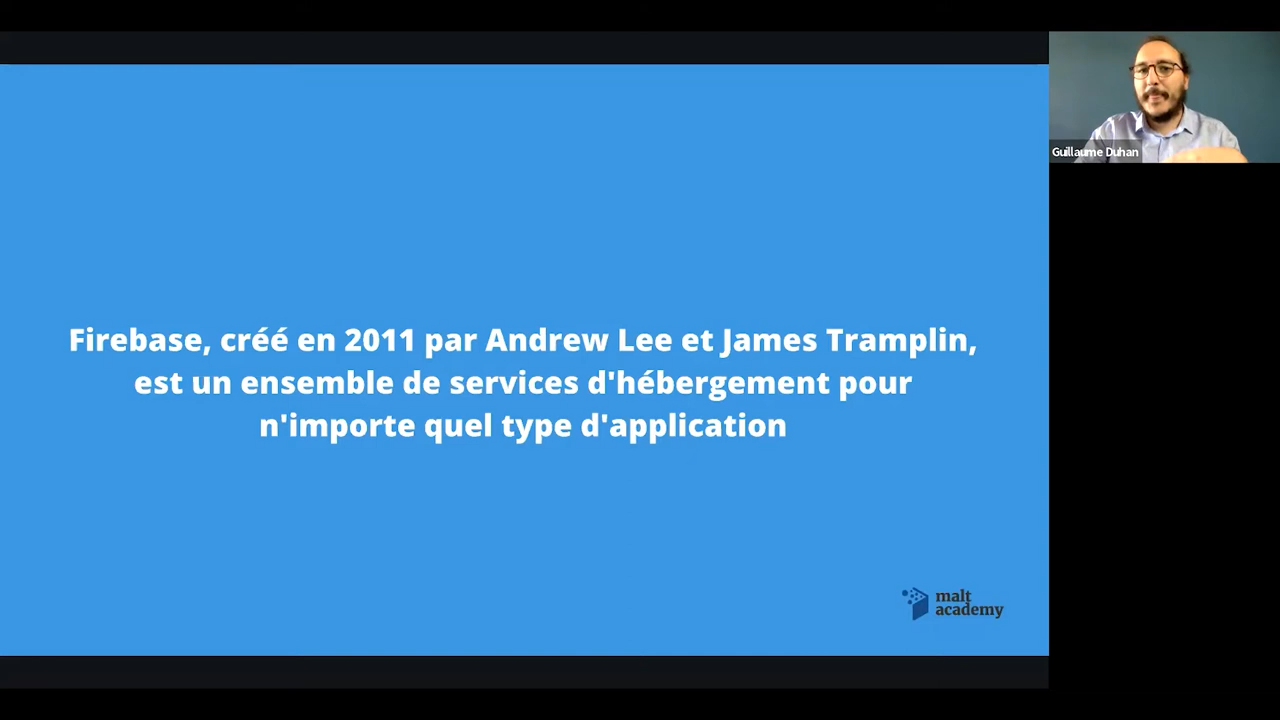 Guillaume Duhan
Firebase, créé en 2011 par Andrew Lee et James Tramplin,
est un ensemble de services d'hébergement pour
n'importe quel type d'application
malt
academy